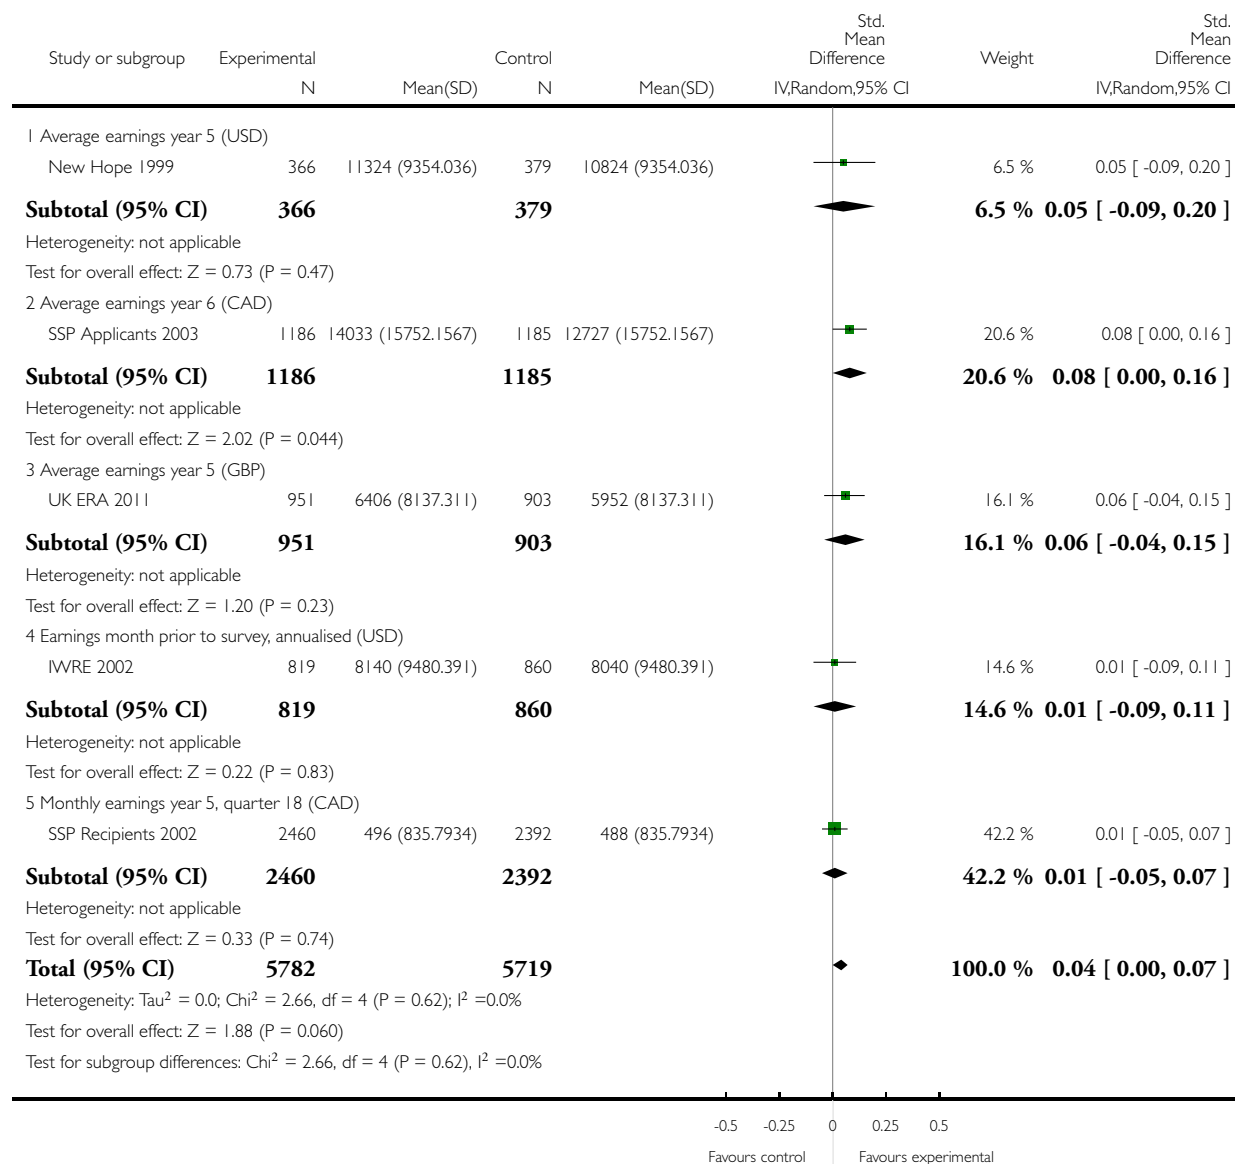 Study or subgroup Experimental Control Std. Mean Difference Weight Std. Mean Difference
N Mean(SD) N Mean(SD) IV,Random,95% CI IV,Random,95% CI
1 Average earnings year 5 (USD)
New Hope 1999 366 11324 (9354.036) 379 10824 (9354.036) 6.5 % 0.05 [ -0.09, 0.20 ]
Subtotal (95% CI) 366 379 6.5 % 0.05 [ -0.09, 0.20 ]
Heterogeneity: not applicable
Test for overall effect: Z = 0.73 (P = 0.47)
2 Average earnings year 6 (CAD)
SSP Applicants 2003 1186 14033 (15752.1567) 1185 12727 (15752.1567) 20.6 % 0.08 [ 0.00, 0.16 ]
Subtotal (95% CI) 1186 1185 20.6 % 0.08 [ 0.00, 0.16 ]
Heterogeneity: not applicable
Test for overall effect: Z = 2.02 (P = 0.044)
3 Average earnings year 5 (GBP)
UK ERA 2011 951 6406 (8137.311) 903 5952 (8137.311) 16.1 % 0.06 [ -0.04, 0.15 ]
Subtotal (95% CI) 951 903 16.1 % 0.06 [ -0.04, 0.15 ]
Heterogeneity: not applicable
Test for overall effect: Z = 1.20 (P = 0.23)
4 Earnings month prior to survey, annualised (USD)
IWRE 2002 819 8140 (9480.391) 860 8040 (9480.391) 14.6 % 0.01 [ -0.09, 0.11 ]
Subtotal (95% CI) 819 860 14.6 % 0.01 [ -0.09, 0.11 ]
Heterogeneity: not applicable
Test for overall effect: Z = 0.22 (P = 0.83)
5 Monthly earnings year 5, quarter 18 (CAD)
SSP Recipients 2002 2460 496 (835.7934) 2392 488 (835.7934) 42.2 % 0.01 [ -0.05, 0.07 ]
Subtotal (95% CI) 2460 2392 42.2 % 0.01 [ -0.05, 0.07 ]
Heterogeneity: not applicable
Test for overall effect: Z = 0.33 (P = 0.74)
Total (95% CI) 5782 5719 100.0 % 0.04 [ 0.00, 0.07 ]
Heterogeneity: Tau² = 0.0; Chi² = 2.66, df = 4 (P = 0.62); I² =0.0%
Test for overall effect: Z = 1.88 (P = 0.060)
Test for subgroup differences: Chi² = 2.66, df = 4 (P = 0.62), I² =0.0%
-0.5 -0.25 0 0.25 0.5
Favours control Favours experimental